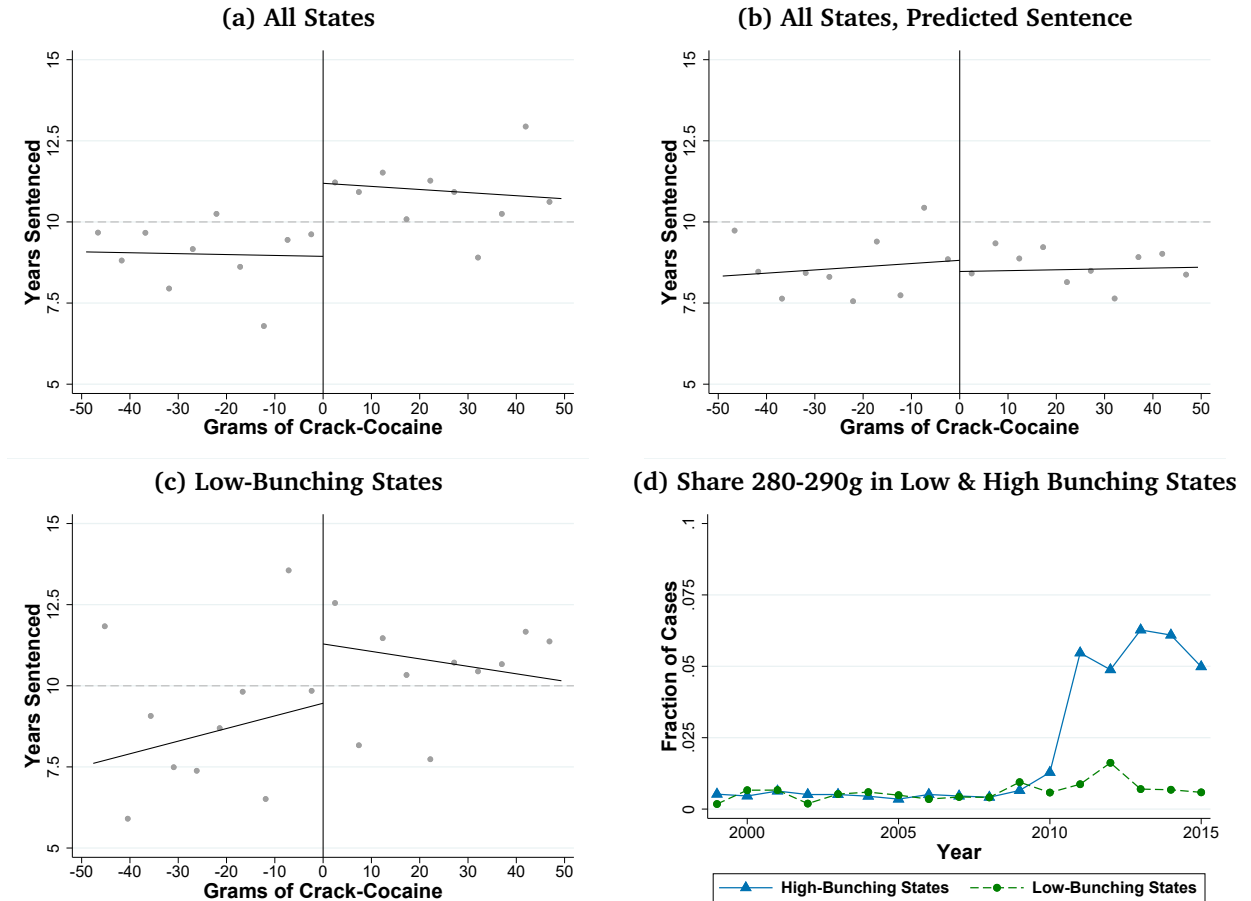 (a) All States
Years Sentenced
15
12.5
10
7.5
5
-50 -40 -30 -20 -10 0 10 20 30 40 50
Grams of Crack-Cocaine
(b) All States, Predicted Sentence
Years Sentenced
15
12.5
10
7.5
5
-50 -40 -30 -20 -10 0 10 20 30 40 50
Grams of Crack-Cocaine
(c) Low-Bunching States
Years Sentenced
15
12.5
10
7.5
5
-50 -40 -30 -20 -10 0 10 20 30 40 50
Grams of Crack-Cocaine
(d) Share 280-290g in Low & High Bunching States
Fraction of Cases
.1
.075
.05
.025
0
2000 2005 2010 2015
Year
High-Bunching States Low-Bunching States